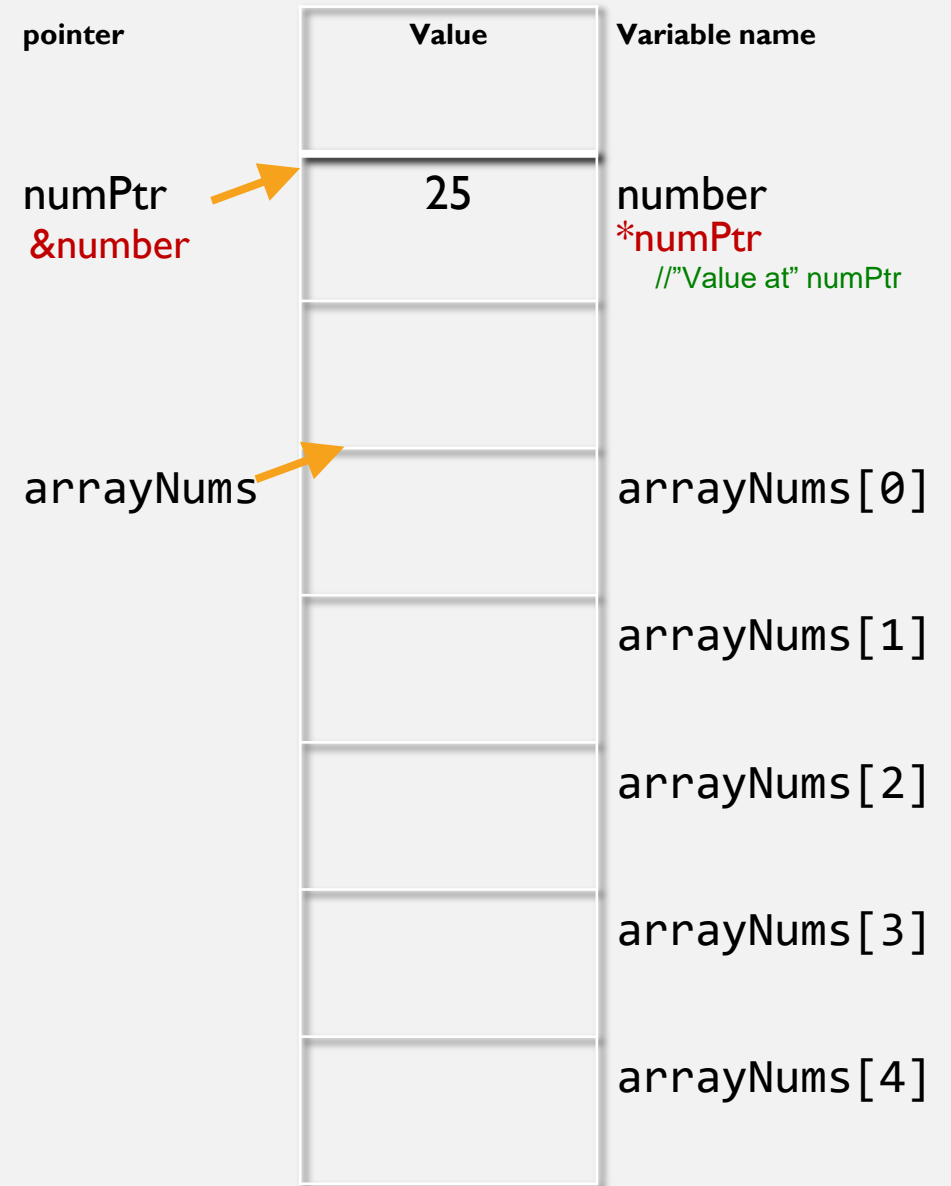 pointer Value Variable name
numPtr 25 number
&number *numPtr
//”Value at” numPtr
arrayNums arrayNums[0]
arrayNums[1]
arrayNums[2]
arrayNums[3]
arrayNums[4]